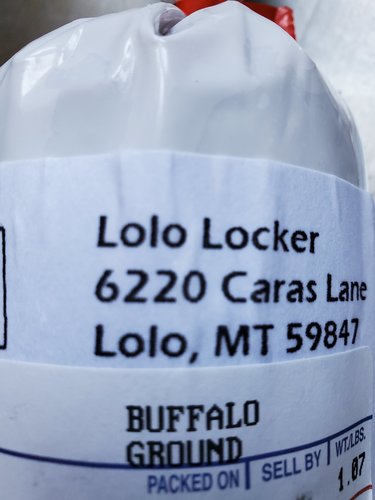 Lolo Locker
6220 Caras Lane
Lolo, MT 59847
BUFFALO
GROUND
PACKED ON SELL BY WT./LBS.
1.07